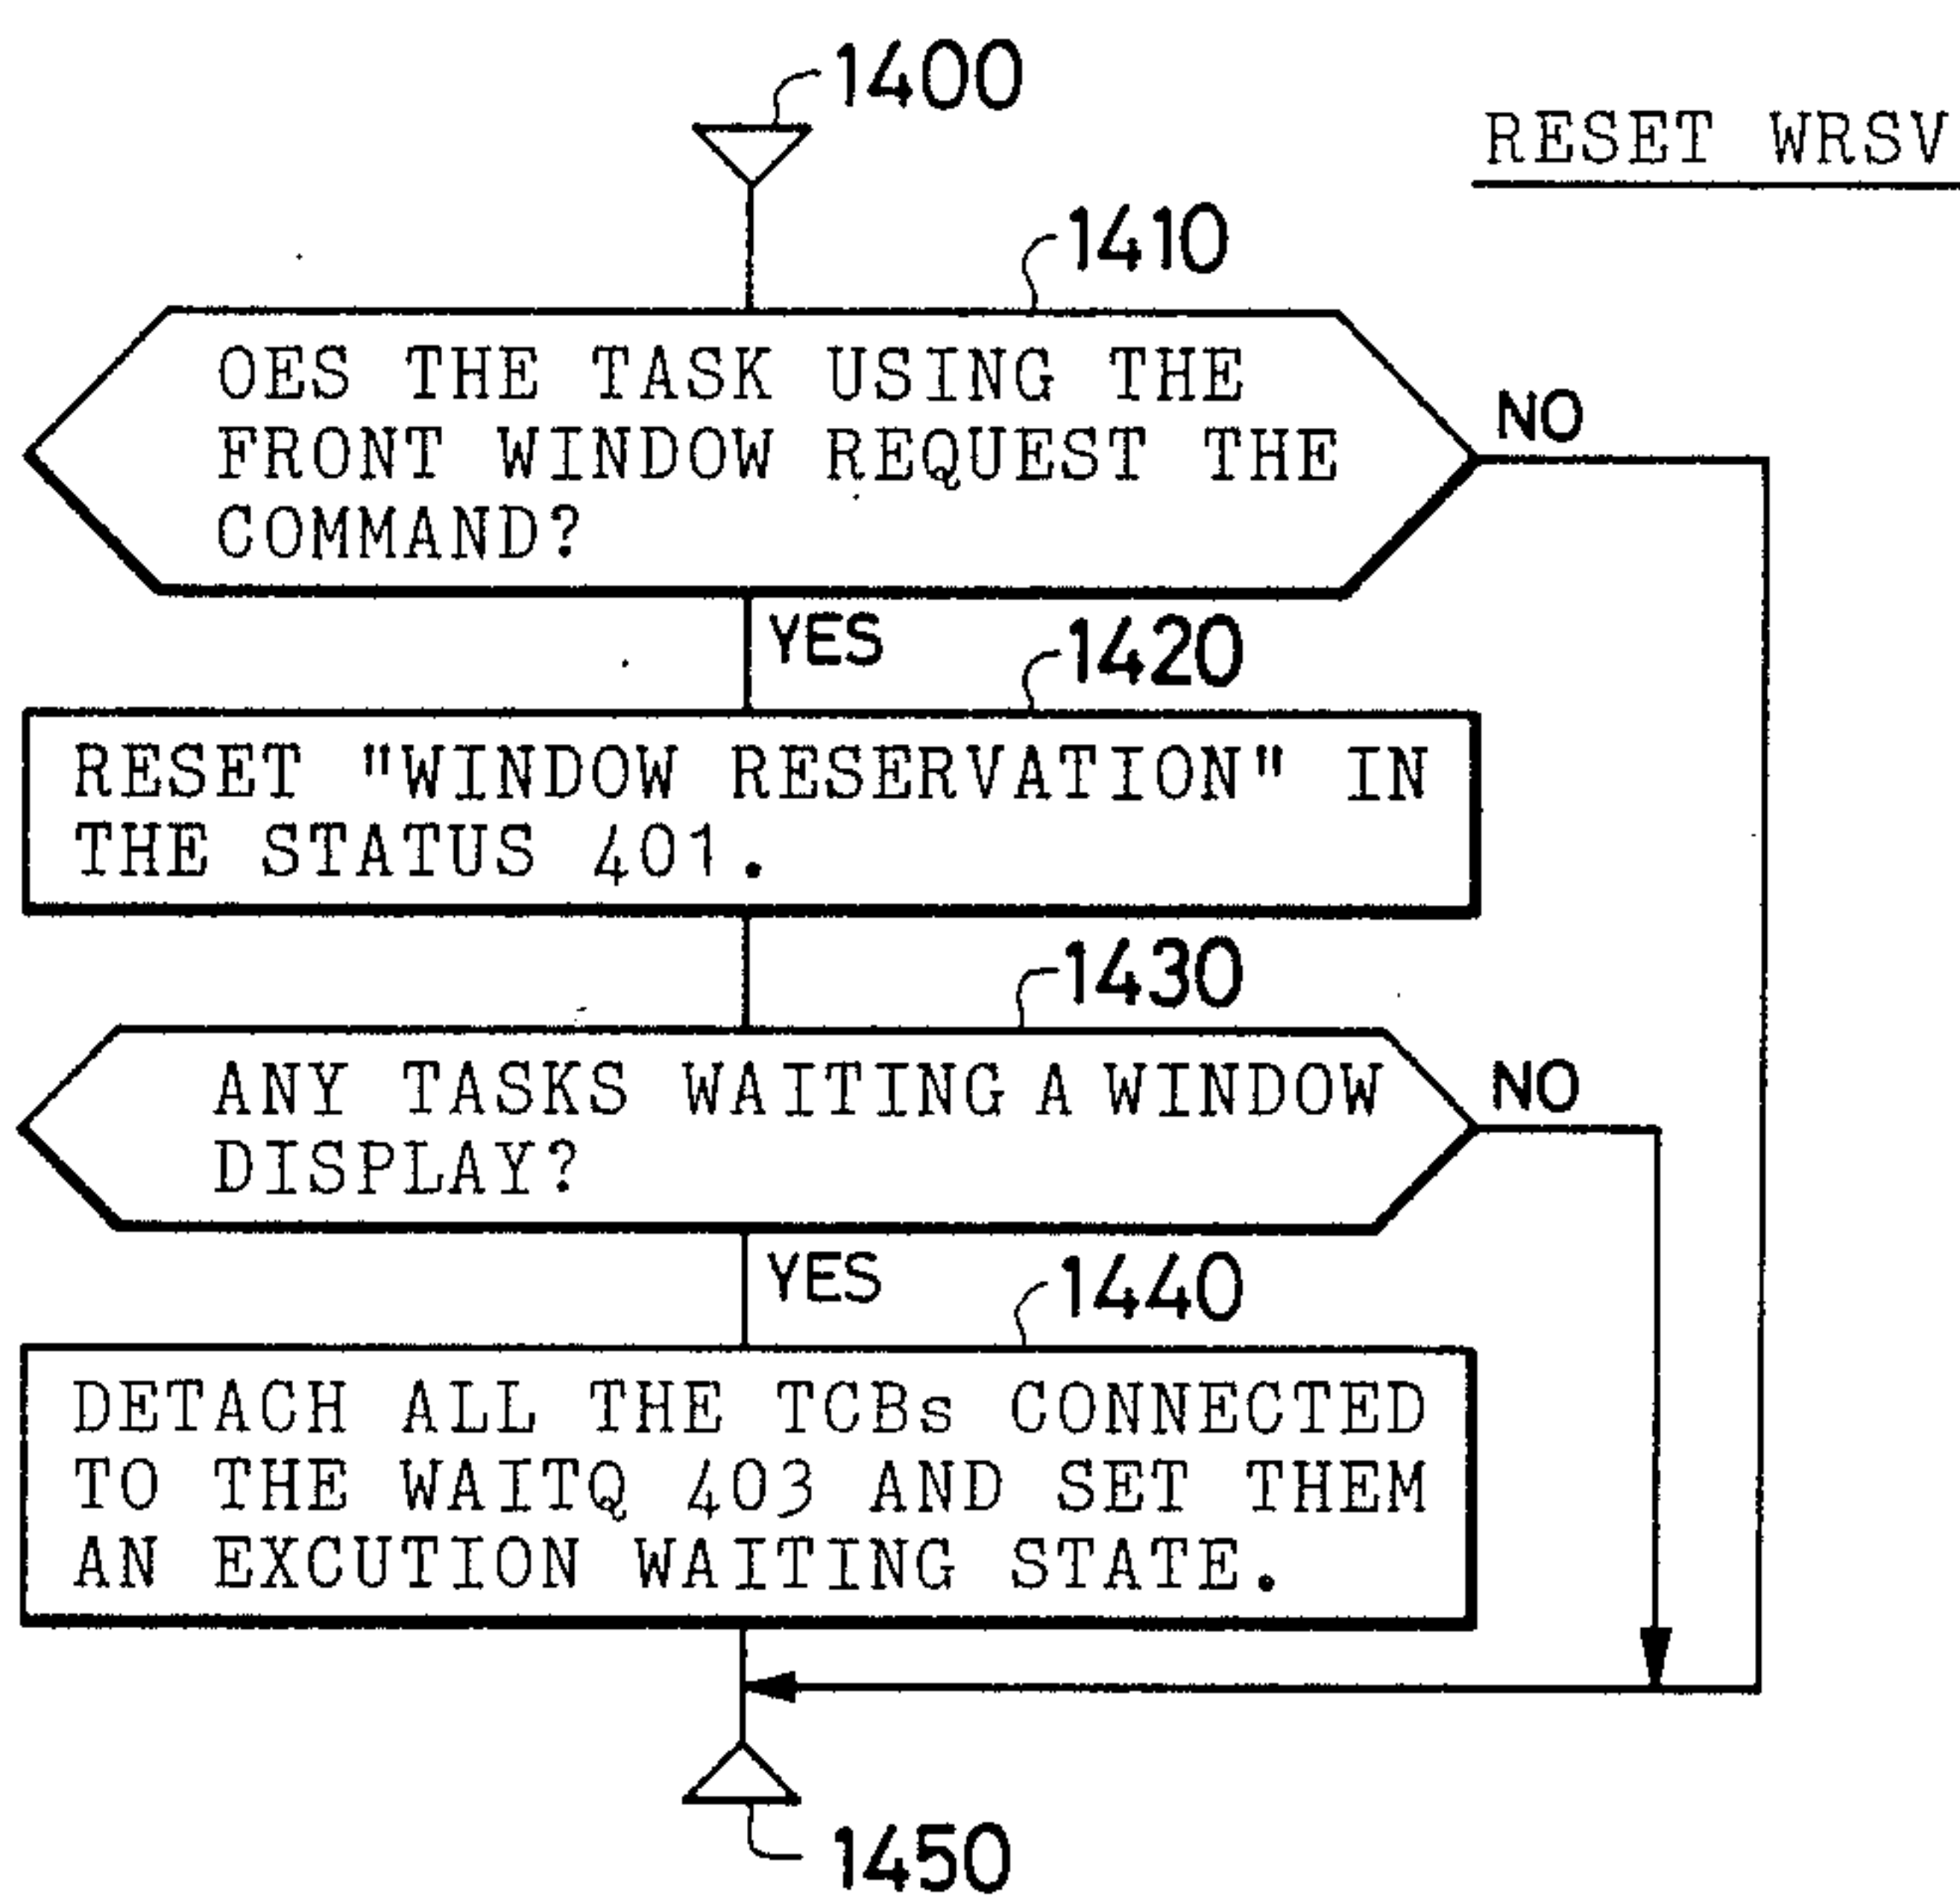 1400
RESET WRSV
1410
OES THE TASK USING THE
FRONT WINDOW REQUEST THE
COMMAND?
NO
YES
1420
RESET "WINDOW RESERVATION" IN
THE STATUS 401.
1430
ANY TASKS WAITING A WINDOW
DISPLAY?
NO
YES
1440
DETACH ALL THE TCBs CONNECTED
TO THE WAITQ 403 AND SET THEM
AN EXCUTION WAITING STATE.
1450